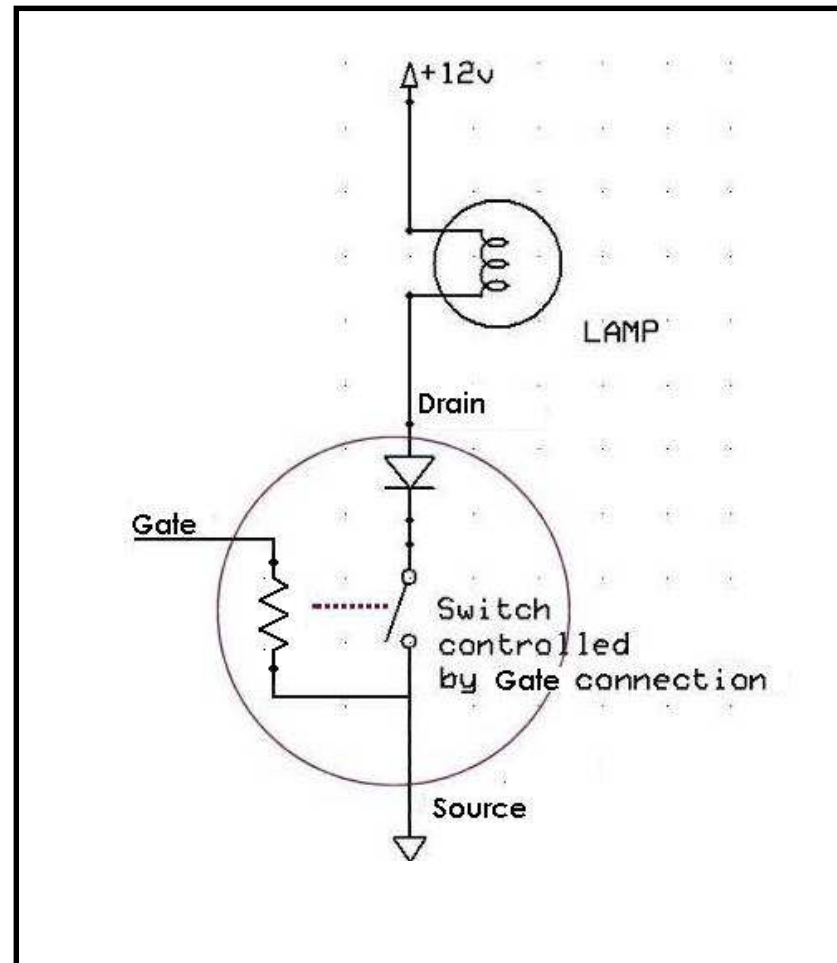 +12v
LAMP
Drain
Gate
Switch
controlled
by Gate connection
Source